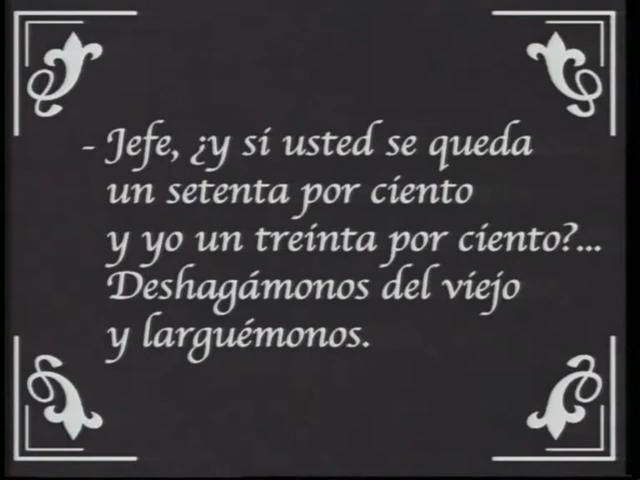 - Jefe, ¿y si usted se queda
un setenta por ciento
y yo un treinta por ciento?...
Deshagámonos del viejo
y larguémonos.